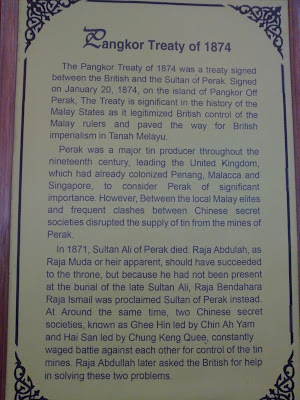 Pangkor Treaty of 1874
The Pangkor Treaty of 1874 was a treaty signed
between the British and the Sultan of Perak. Signed
on January 20, 1874, on the island of Pangkor Off
Perak, The Treaty is significant in the history of the
Malay States as it legitimized British control of the
Malay rulers and paved the way for British
imperialism in Tanah Melayu.
Perak was a major tin producer throughout the
nineteenth century, leading the United Kingdom,
which had already colonized Penang, Malacca and
Singapore, to consider Perak of significant
importance. However, Between the local Malay elites
and frequent clashes between Chinese secret
societies disrupted the supply of tin from the mines of
Perak.
In 1871, Sultan Ali of Perak died. Raja Abdulah, as
Raja Muda or heir apparent, should have succeeded
to the throne, but because he had not been present
at the burial of the late Sultan Ali, Raja Bendahara
Raja Ismail was proclaimed Sultan of Perak instead.
At Around the same time, two Chinese secret
societies, known as Ghee Hin led by Chin Ah Yam
and Hai San led by Chung Keng Quee, constantly
waged battle against each other for control of the tin
mines. Raja Abdullah later asked the British for help
in solving these two problems.